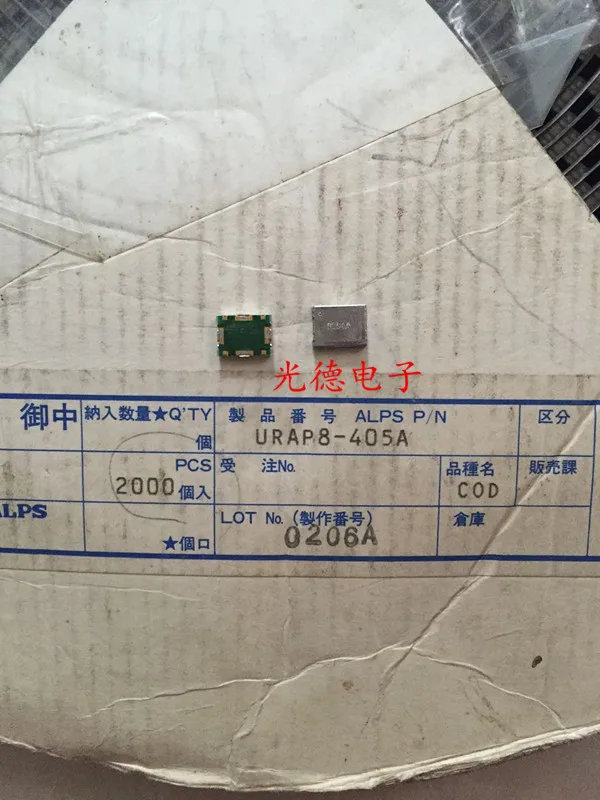 光德电子
御中
納入数量★Q'TY
個
製品番号 ALPS P/N
URAP8-405A
区分
PCS
2000個入
受 注No.
品種名
COD
販売課
ALPS
★個口
LOT No. (製作番号)
0206A
倉庫